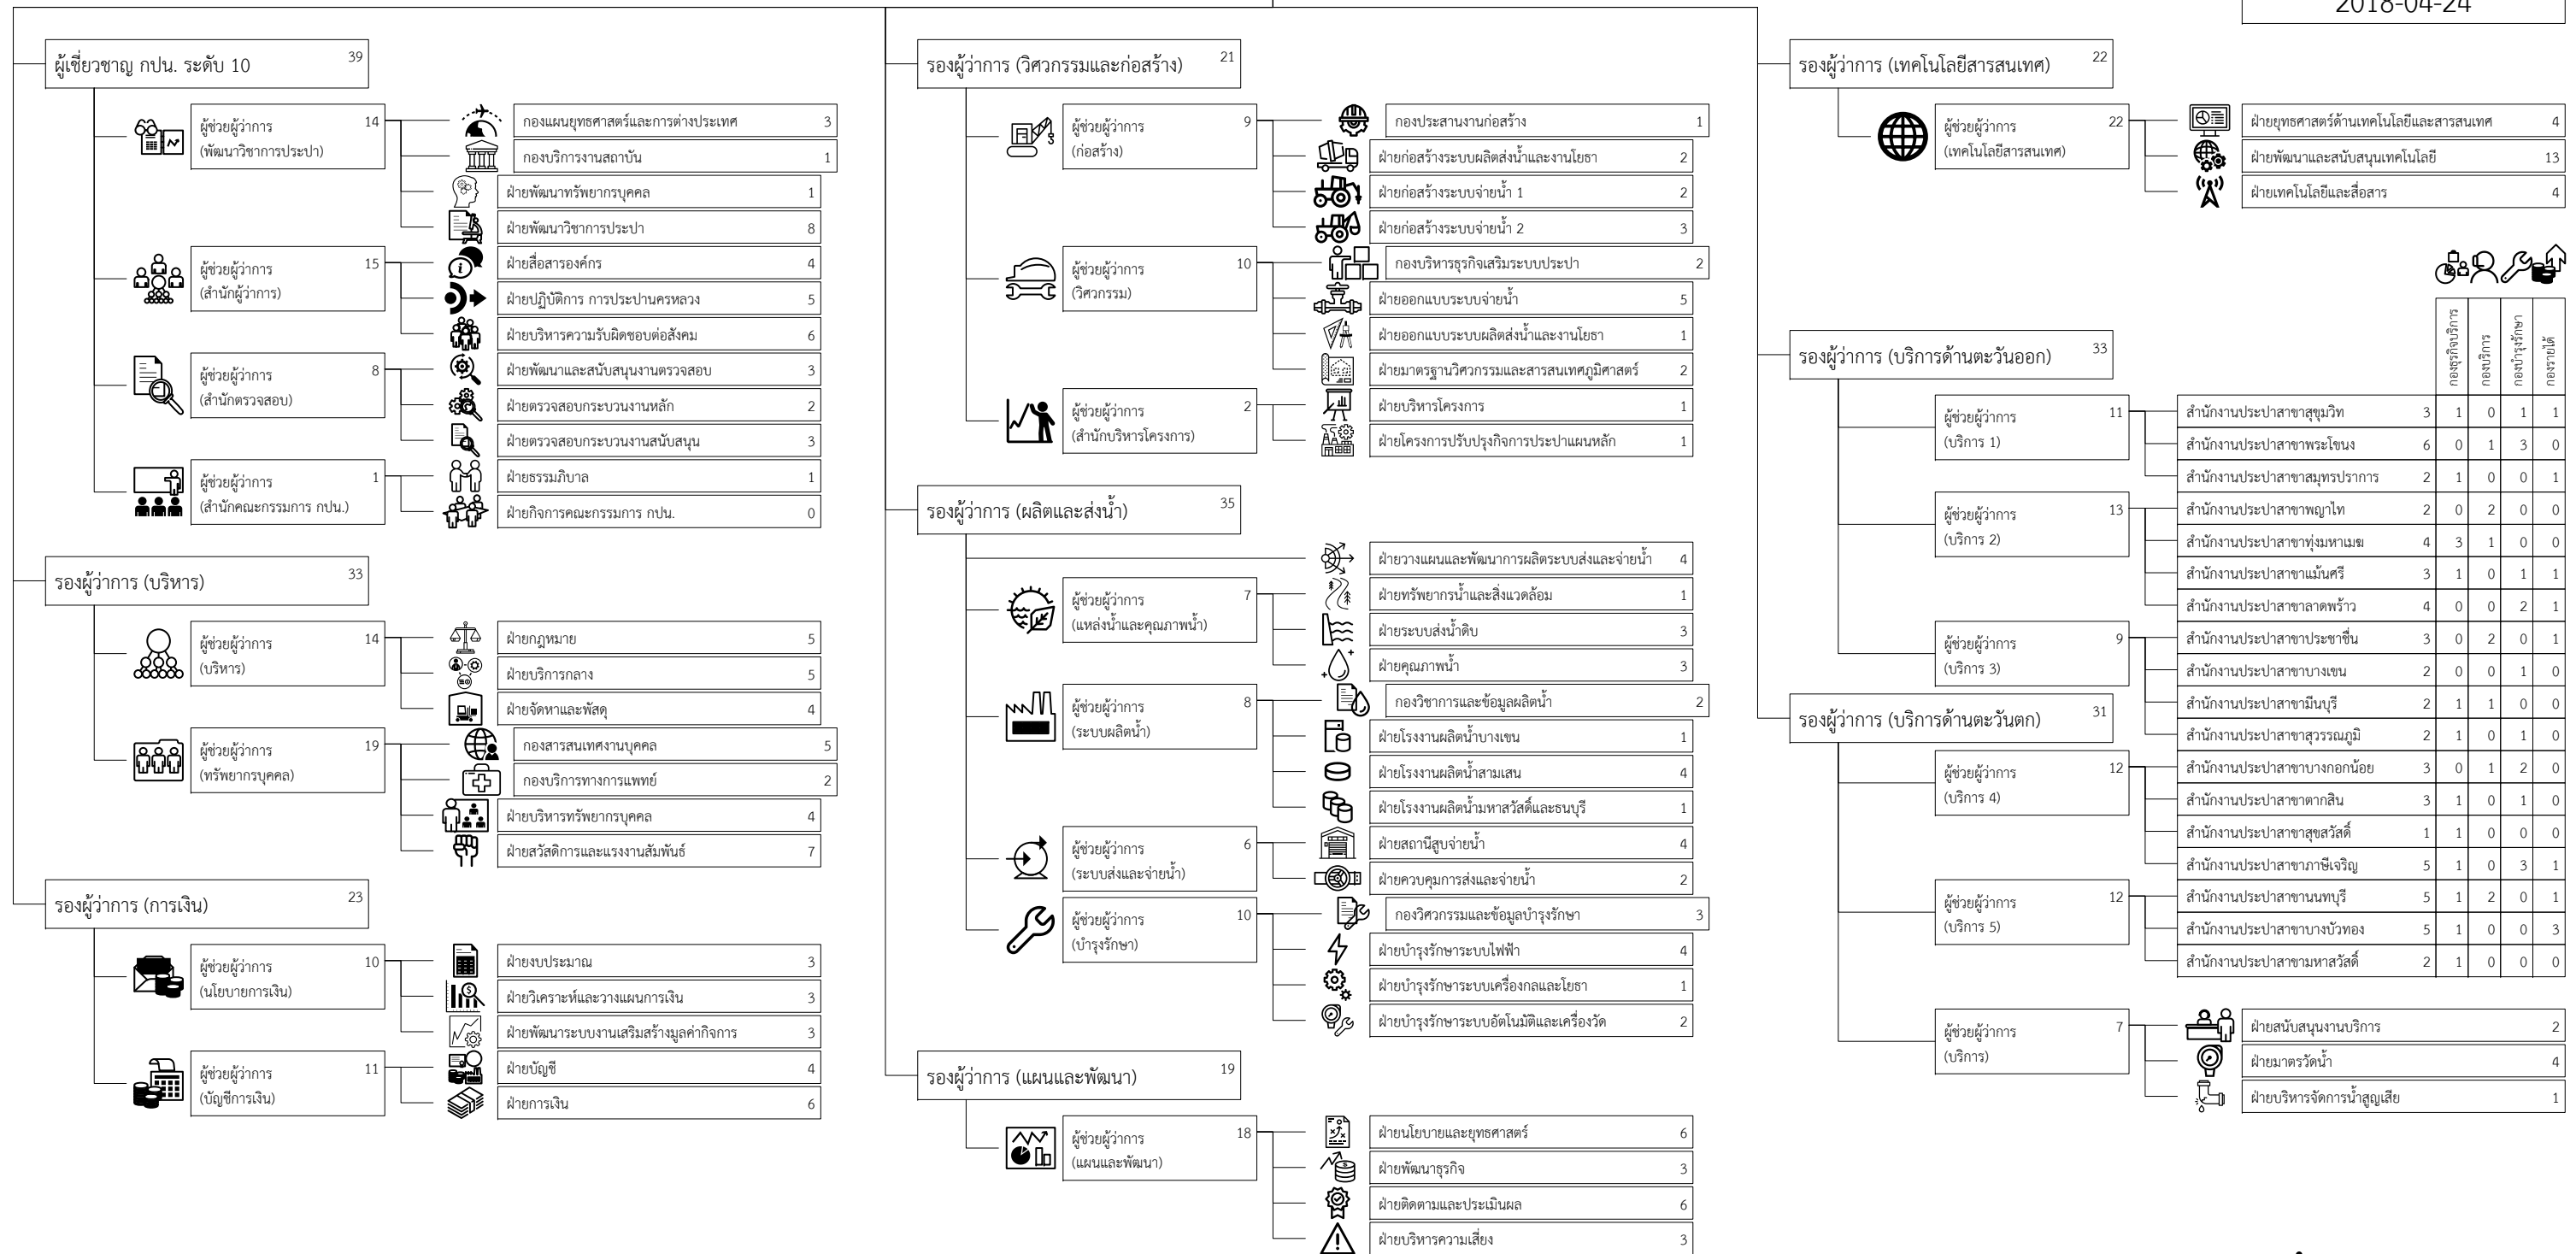 2018-04-24
ผู้เชี่ยวชาญ กปน. ระดับ 10 39
ผู้ช่วยผู้ว่าการ 14
(พัฒนาวิชาการประปา)
กองแผนยุทธศาสตร์และการต่างประเทศ 3
กองบริการงานสถาบัน 1
ฝ่ายพัฒนาทรัพยากรบุคคล 1
ฝ่ายพัฒนาวิชาการประปา 8
ผู้ช่วยผู้ว่าการ 15
(สำนักผู้ว่าการ)
ฝ่ายสื่อสารองค์กร 4
ฝ่ายปฏิบัติการ การประปานครหลวง 5
ฝ่ายบริหารความรับผิดชอบต่อสังคม 6
ผู้ช่วยผู้ว่าการ 8
(สำนักตรวจสอบ)
ฝ่ายพัฒนาและสนับสนุนงานตรวจสอบ 3
ฝ่ายตรวจสอบกระบวนงานหลัก 2
ฝ่ายตรวจสอบกระบวนงานสนับสนุน 3
ผู้ช่วยผู้ว่าการ 1
(สำนักคณะกรรมการ กปน.)
ฝ่ายธรรมภิบาล 1
ฝ่ายกิจการคณะกรรมการ กปน. 0
รองผู้ว่าการ (บริหาร) 33
ผู้ช่วยผู้ว่าการ 14
(บริหาร)
ฝ่ายกฎหมาย 5
ฝ่ายบริการกลาง 5
ฝ่ายจัดหาและพัสดุ 4
ผู้ช่วยผู้ว่าการ 19
(ทรัพยากรบุคคล)
กองสารสนเทศงานบุคคล 5
กองบริการทางการแพทย์ 2
ฝ่ายบริหารทรัพยากรบุคคล 4
ฝ่ายสวัสดิการและแรงงานสัมพันธ์ 7
รองผู้ว่าการ (การเงิน) 23
ผู้ช่วยผู้ว่าการ 10
(นโยบายการเงิน)
ฝ่ายงบประมาณ 3
ฝ่ายวิเคราะห์และวางแผนการเงิน 3
ฝ่ายพัฒนาระบบงานเสริมสร้างมูลค่ากิจการ 3
ผู้ช่วยผู้ว่าการ 11
(บัญชีการเงิน)
ฝ่ายบัญชี 4
ฝ่ายการเงิน 6
รองผู้ว่าการ (วิศวกรรมและก่อสร้าง) 21
ผู้ช่วยผู้ว่าการ 9
(ก่อสร้าง)
กองประสานงานก่อสร้าง 1
ฝ่ายก่อสร้างระบบผลิตส่งน้ำและงานโยธา 2
ฝ่ายก่อสร้างระบบจ่ายน้ำ 1 2
ฝ่ายก่อสร้างระบบจ่ายน้ำ 2 3
ผู้ช่วยผู้ว่าการ 10
(วิศวกรรม)
กองบริหารธุรกิจเสริมระบบประปา 2
ฝ่ายออกแบบระบบจ่ายน้ำ 5
ฝ่ายออกแบบระบบผลิตส่งน้ำและงานโยธา 1
ฝ่ายมาตรฐานวิศวกรรมและสารสนเทศภูมิศาสตร์ 2
ผู้ช่วยผู้ว่าการ 2
(สำนักบริหารโครงการ)
ฝ่ายบริหารโครงการ 1
ฝ่ายโครงการปรับปรุงกิจการประปาแผนหลัก 1
รองผู้ว่าการ (ผลิตและส่งน้ำ) 35
ฝ่ายวางแผนและพัฒนาการผลิตระบบส่งและจ่ายน้ำ 4
ผู้ช่วยผู้ว่าการ 7
(แหล่งน้ำและคุณภาพน้ำ)
ฝ่ายทรัพยากรน้ำและสิ่งแวดล้อม 1
ฝ่ายระบบส่งน้ำดิบ 3
ฝ่ายคุณภาพน้ำ 3
ผู้ช่วยผู้ว่าการ 8
(ระบบผลิตน้ำ)
กองวิชาการและข้อมูลผลิตน้ำ 2
ฝ่ายโรงงานผลิตน้ำบางเขน 1
ฝ่ายโรงงานผลิตน้ำสามเสน 4
ฝ่ายโรงงานผลิตน้ำมหาสวัสดิ์และธนบุรี 1
ผู้ช่วยผู้ว่าการ 6
(ระบบส่งและจ่ายน้ำ)
ฝ่ายสถานีสูบจ่ายน้ำ 4
ฝ่ายควบคุมการส่งและจ่ายน้ำ 2
ผู้ช่วยผู้ว่าการ 10
(บำรุงรักษา)
กองวิศวกรรมและข้อมูลบำรุงรักษา 3
ฝ่ายบำรุงรักษาระบบไฟฟ้า 4
ฝ่ายบำรุงรักษาระบบเครื่องกลและโยธา 1
ฝ่ายบำรุงรักษาระบบอัตโนมัติและเครื่องวัด 2
รองผู้ว่าการ (แผนและพัฒนา) 19
ผู้ช่วยผู้ว่าการ 18
(แผนและพัฒนา)
ฝ่ายนโยบายและยุทธศาสตร์ 6
ฝ่ายพัฒนาธุรกิจ 3
ฝ่ายติดตามและประเมินผล 6
ฝ่ายบริหารความเสี่ยง 3
รองผู้ว่าการ (เทคโนโลยีสารสนเทศ) 22
ผู้ช่วยผู้ว่าการ 22
(เทคโนโลยีสารสนเทศ)
ฝ่ายยุทธศาสตร์ด้านเทคโนโลยีและสารสนเทศ 4
ฝ่ายพัฒนาและสนับสนุนเทคโนโลยี 13
ฝ่ายเทคโนโลยีและสื่อสาร 4
กองธุรกิจบริการ
กองบริการ
กองบำรุงรักษา
กองรายได้
รองผู้ว่าการ (บริการด้านตะวันออก) 33
ผู้ช่วยผู้ว่าการ 11
(บริการ 1)
สำนักงานประปาสาขาสุขุมวิท 3 1 0 1 1
สำนักงานประปาสาขาพระโขนง 6 0 1 3 0
สำนักงานประปาสาขาสมุทรปราการ 2 1 0 0 1
ผู้ช่วยผู้ว่าการ 13
(บริการ 2)
สำนักงานประปาสาขาพญาไท 2 0 2 0 0
สำนักงานประปาสาขาทุ่งมหาเมฆ 4 3 1 0 0
สำนักงานประปาสาขาแม้นศรี 3 1 0 1 1
สำนักงานประปาสาขาลาดพร้าว 4 0 0 2 1
ผู้ช่วยผู้ว่าการ 9
(บริการ 3)
สำนักงานประปาสาขาประชาชื่น 3 0 2 0 1
สำนักงานประปาสาขาบางเขน 2 0 0 1 0
สำนักงานประปาสาขามีนบุรี 2 1 1 0 0
สำนักงานประปาสาขาสุวรรณภูมิ 2 1 0 1 0
รองผู้ว่าการ (บริการด้านตะวันตก) 31
ผู้ช่วยผู้ว่าการ 12
(บริการ 4)
สำนักงานประปาสาขาบางกอกน้อย 3 0 1 2 0
สำนักงานประปาสาขาตากสิน 3 1 0 1 0
สำนักงานประปาสาขาสุขสวัสดิ์ 1 1 0 0 0
สำนักงานประปาสาขาภาษีเจริญ 5 1 0 3 1
ผู้ช่วยผู้ว่าการ 12
(บริการ 5)
สำนักงานประปาสาขานนทบุรี 5 1 2 0 1
สำนักงานประปาสาขาบางบัวทอง 5 1 0 0 3
สำนักงานประปาสาขามหาสวัสดิ์ 2 1 0 0 0
ผู้ช่วยผู้ว่าการ 7
(บริการ)
ฝ่ายสนับสนุนงานบริการ 2
ฝ่ายมาตรวัดน้ำ 4
ฝ่ายบริหารจัดการน้ำสูญเสีย 1